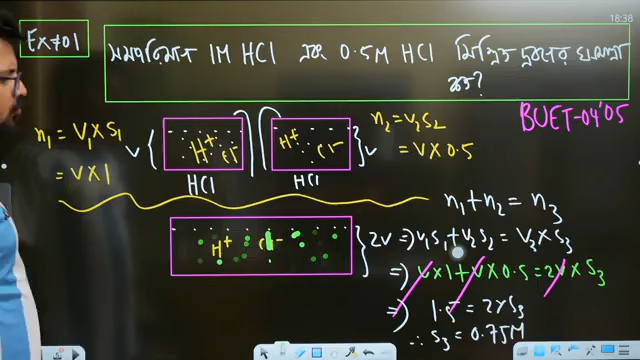 18:38
Ex≠01
সমপরিমাণ 1M HCl এবং 0.5M HCl মিশ্রিত দ্রবণের ঘনমাত্রা
কত?
BUET-04'05
n₁ = V₁×S₁
= V×1
V
H⁺
Cl⁻
HCl
H⁺
Cl⁻
V
HCl
n₂ = V₂S₂
= V×0.5
n₁ + n₂ = n₃
H⁺
Cl⁻
2V
=) V₁S₁ + V₂S₂ = V₃×S₃
=) V×1 + V×0.5 = 2V×S₃
=) 1.5 = 2×S₃
∴ S₃ = 0.75M